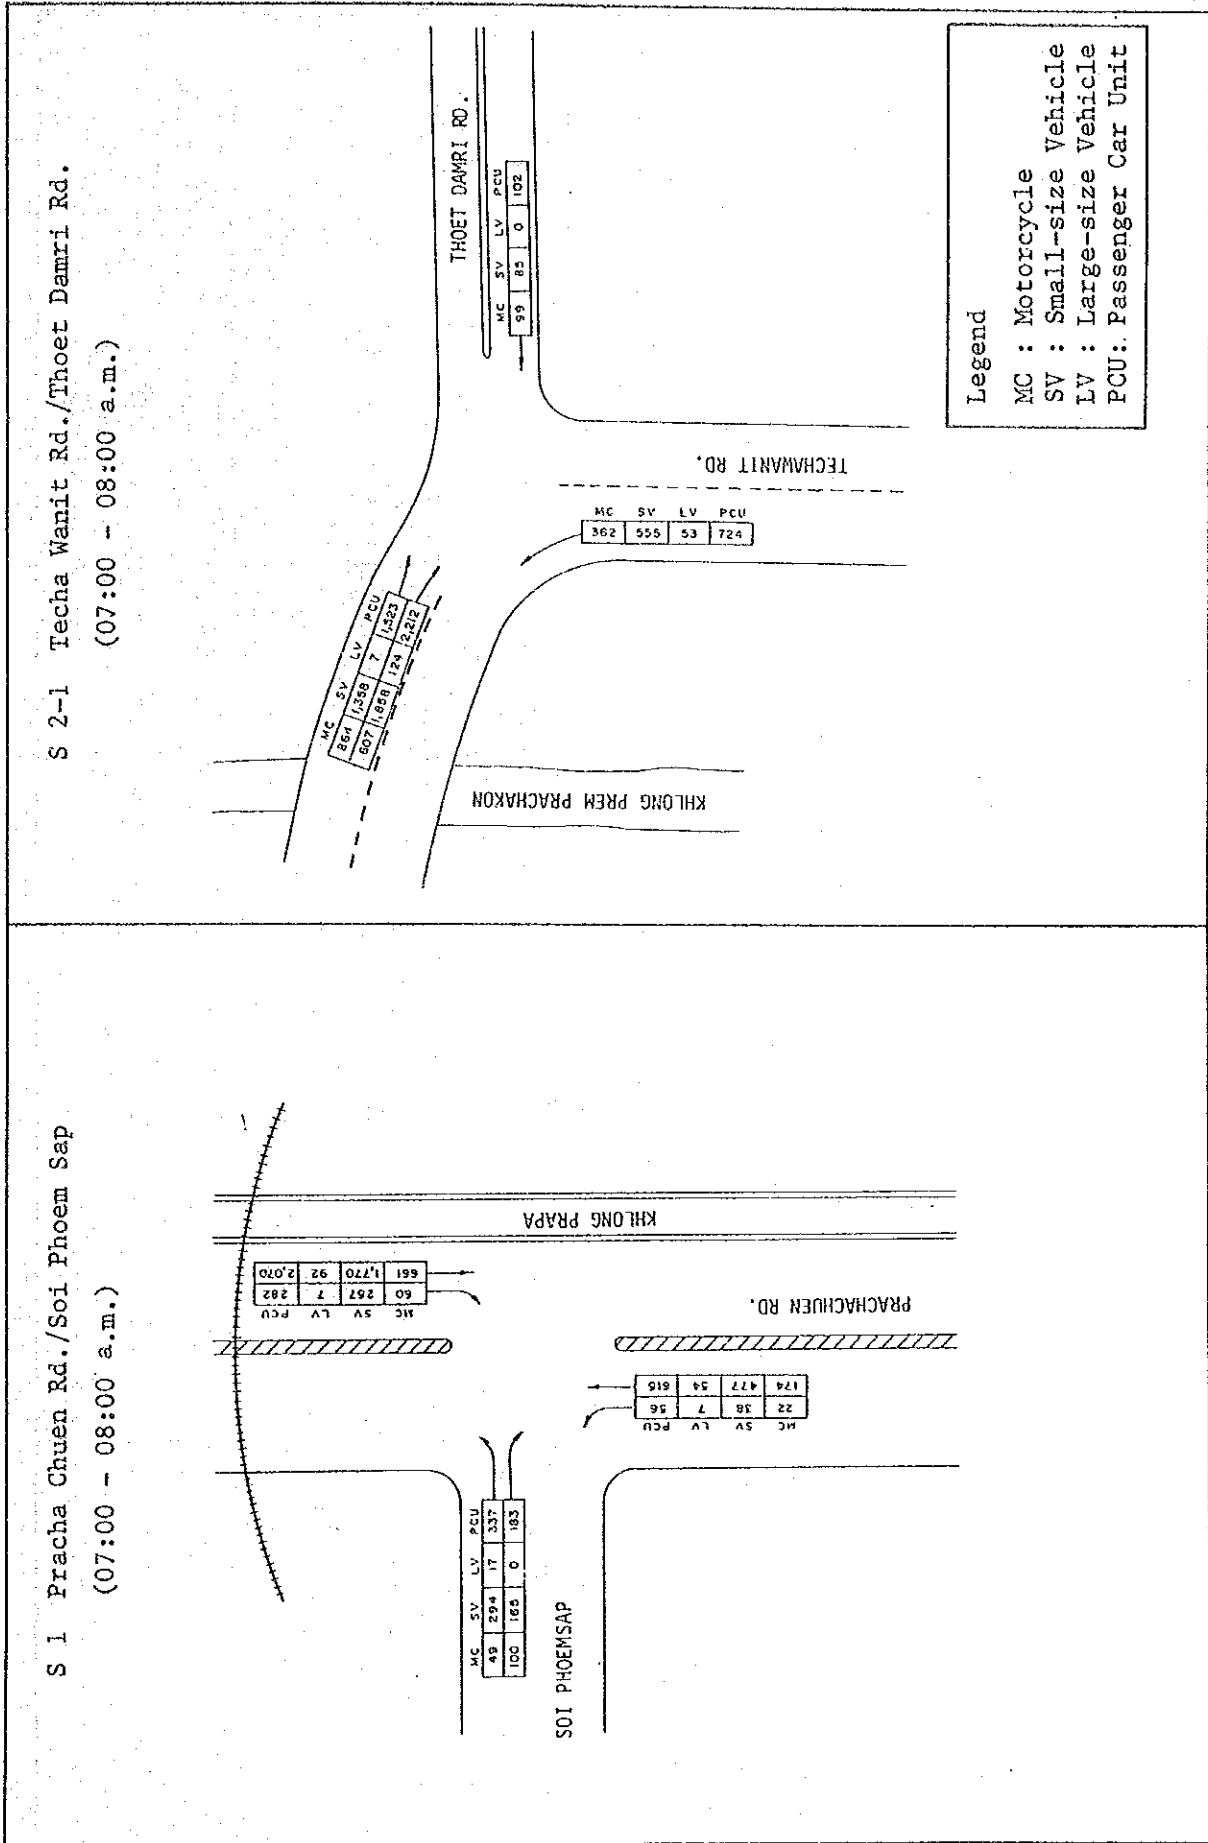 S 1 Pracha Chuen Rd./Soi Phoem Sap
(07:00 - 08:00 a.m.)
MC SV LV PCU
60 267 7 282
661 1,770 92 2,070
KHLONG PRAPA
MC SV LV PCU
49 294 17 337
100 165 0 183
SOI PHOEMSAP
MC SV LV PCU
22 38 7 56
174 477 54 615
PRACHACHUEN RD.
S 2-1 Techa Wanit Rd./Thoet Damri Rd.
(07:00 - 08:00 a.m.)
MC SV LV PCU
864 1,358 7 1,523
607 1,858 124 2,212
THOET DAMRI RD.
MC SV LV PCU
99 85 0 102
KHLONG PREM PRACHAKON
MC SV LV PCU
362 555 53 724
TECHAWANIT RD.
Legend
MC : Motorcycle
SV : Small-size Vehicle
LV : Large-size Vehicle
PCU: Passenger Car Unit